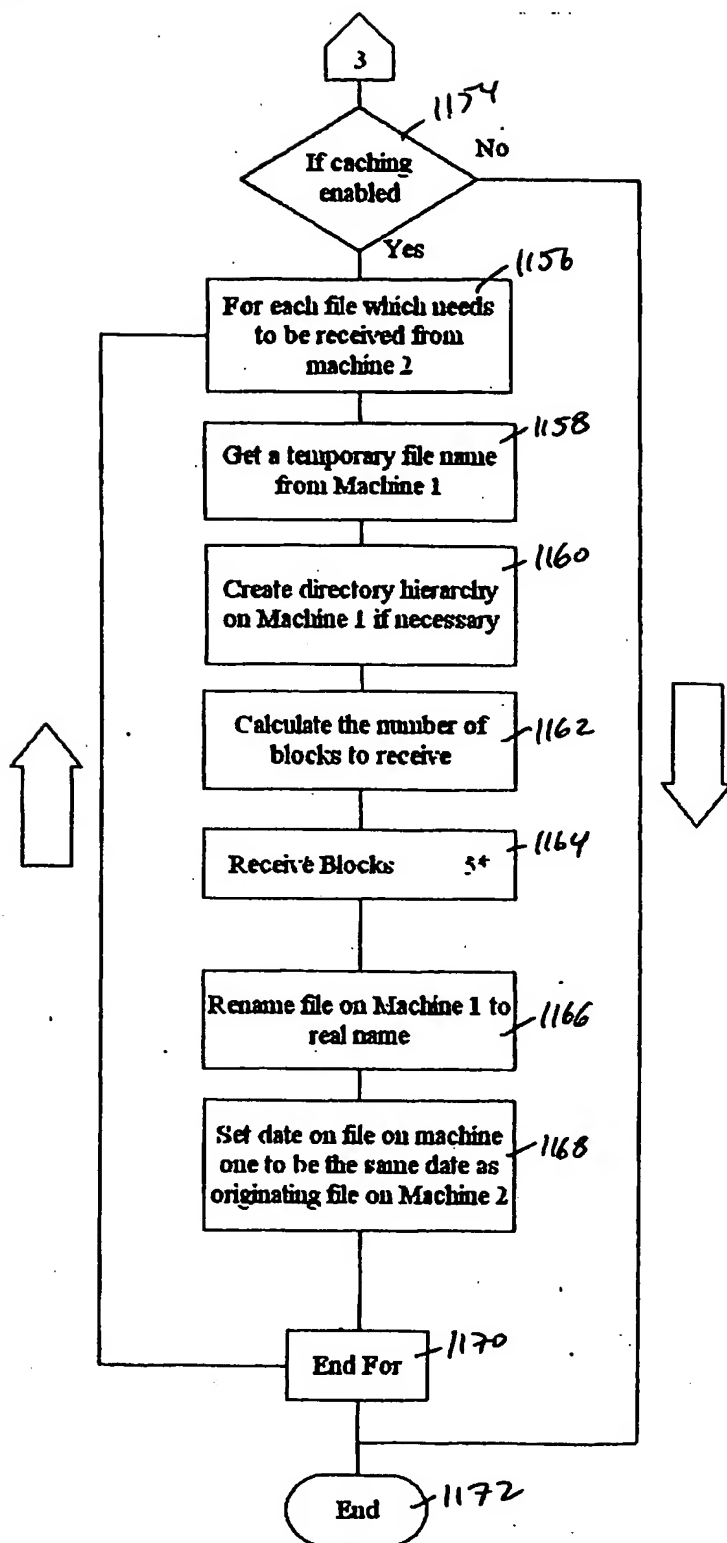 3
1154
If caching
enabled
No
Yes
1156
For each file which needs
to be received from
machine 2
1158
Get a temporary file name
from Machine 1
1160
Create directory hierarchy
on Machine 1 if necessary
Calculate the number of
blocks to receive
1162
Receive Blocks 5*
1164
Rename file on Machine 1 to
real name
1166
Set date on file on machine
one to be the same date as
originating file on Machine 2
1168
End For
1170
End
1172